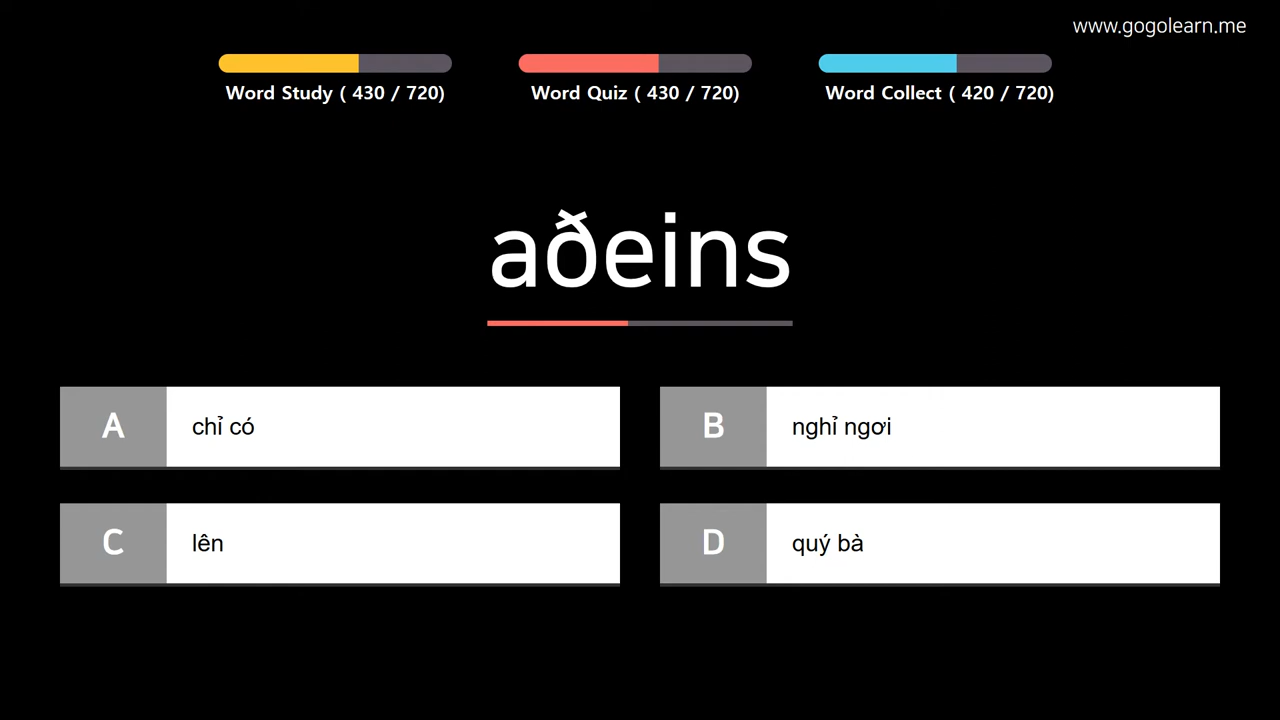 www.gogolearn.me
Word Study ( 430 / 720)
Word Quiz ( 430 / 720)
Word Collect ( 420 / 720)
aðeins
A
chỉ có
B
nghỉ ngơi
C
lên
D
quý bà